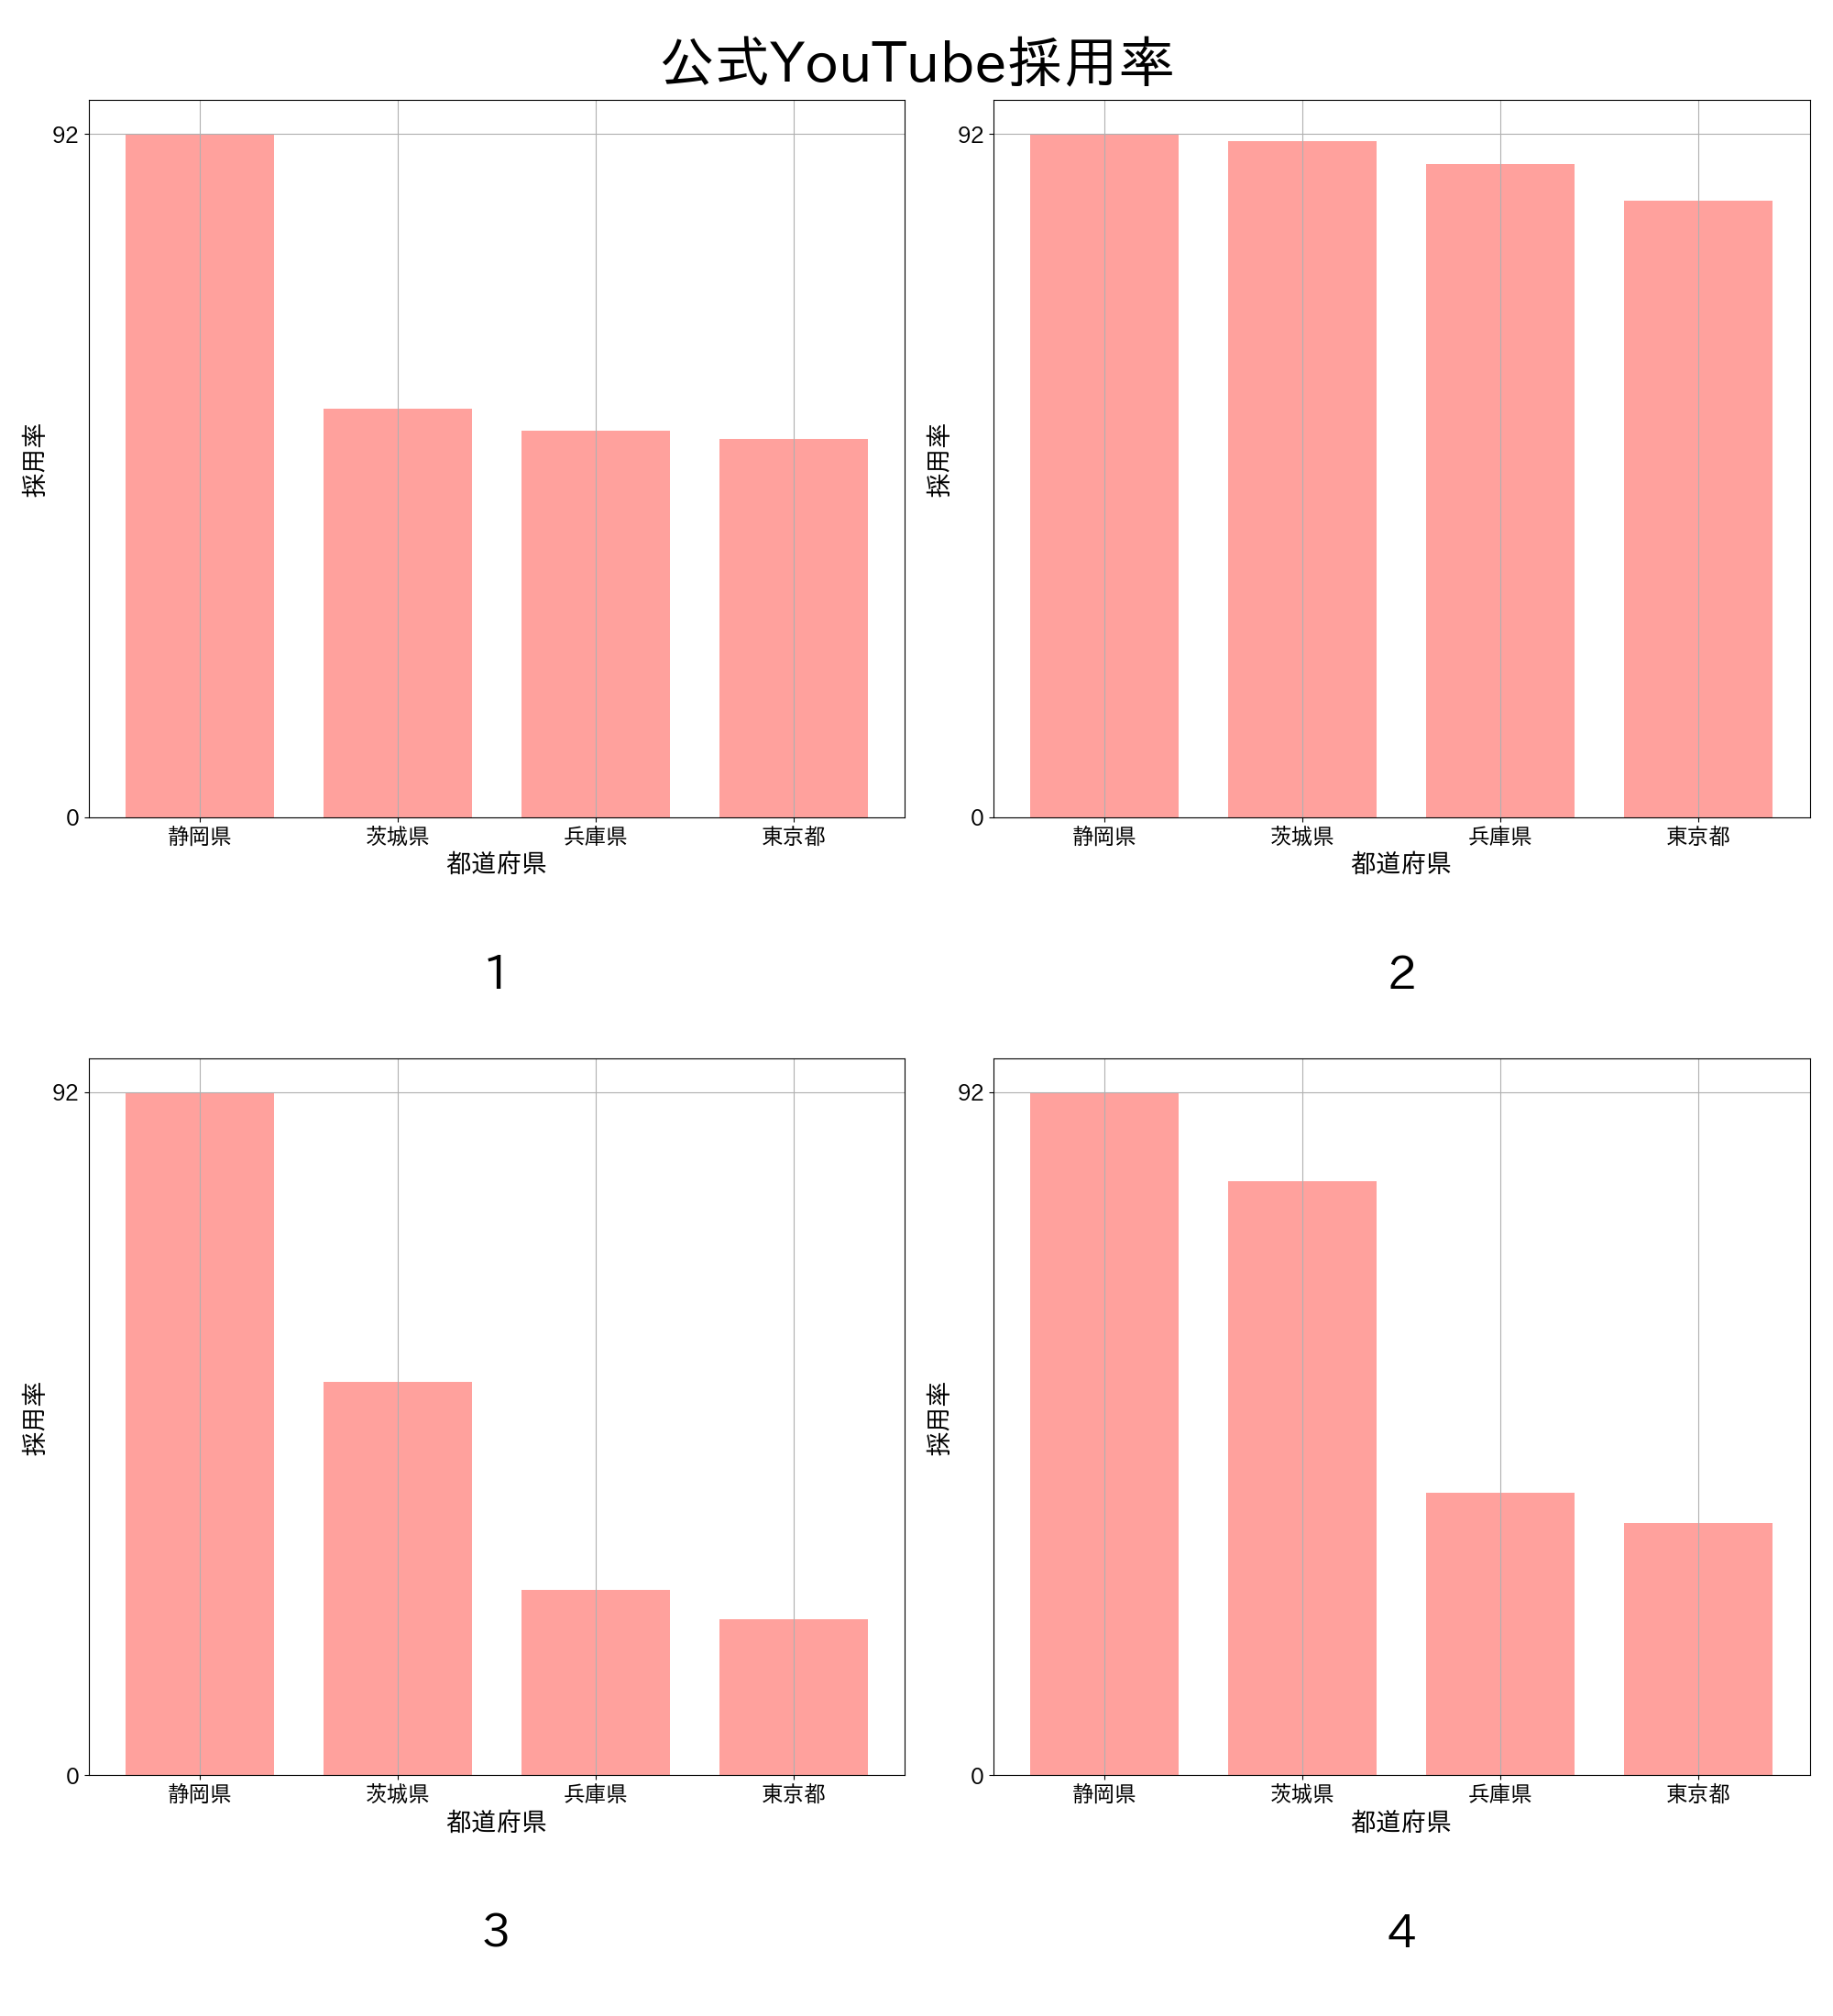 公式YouTube採用率
92
0
採用率
静岡県 茨城県 兵庫県 東京都
都道府県
1
92
0
採用率
静岡県 茨城県 兵庫県 東京都
都道府県
2
92
0
採用率
静岡県 茨城県 兵庫県 東京都
都道府県
3
92
0
採用率
静岡県 茨城県 兵庫県 東京都
都道府県
4